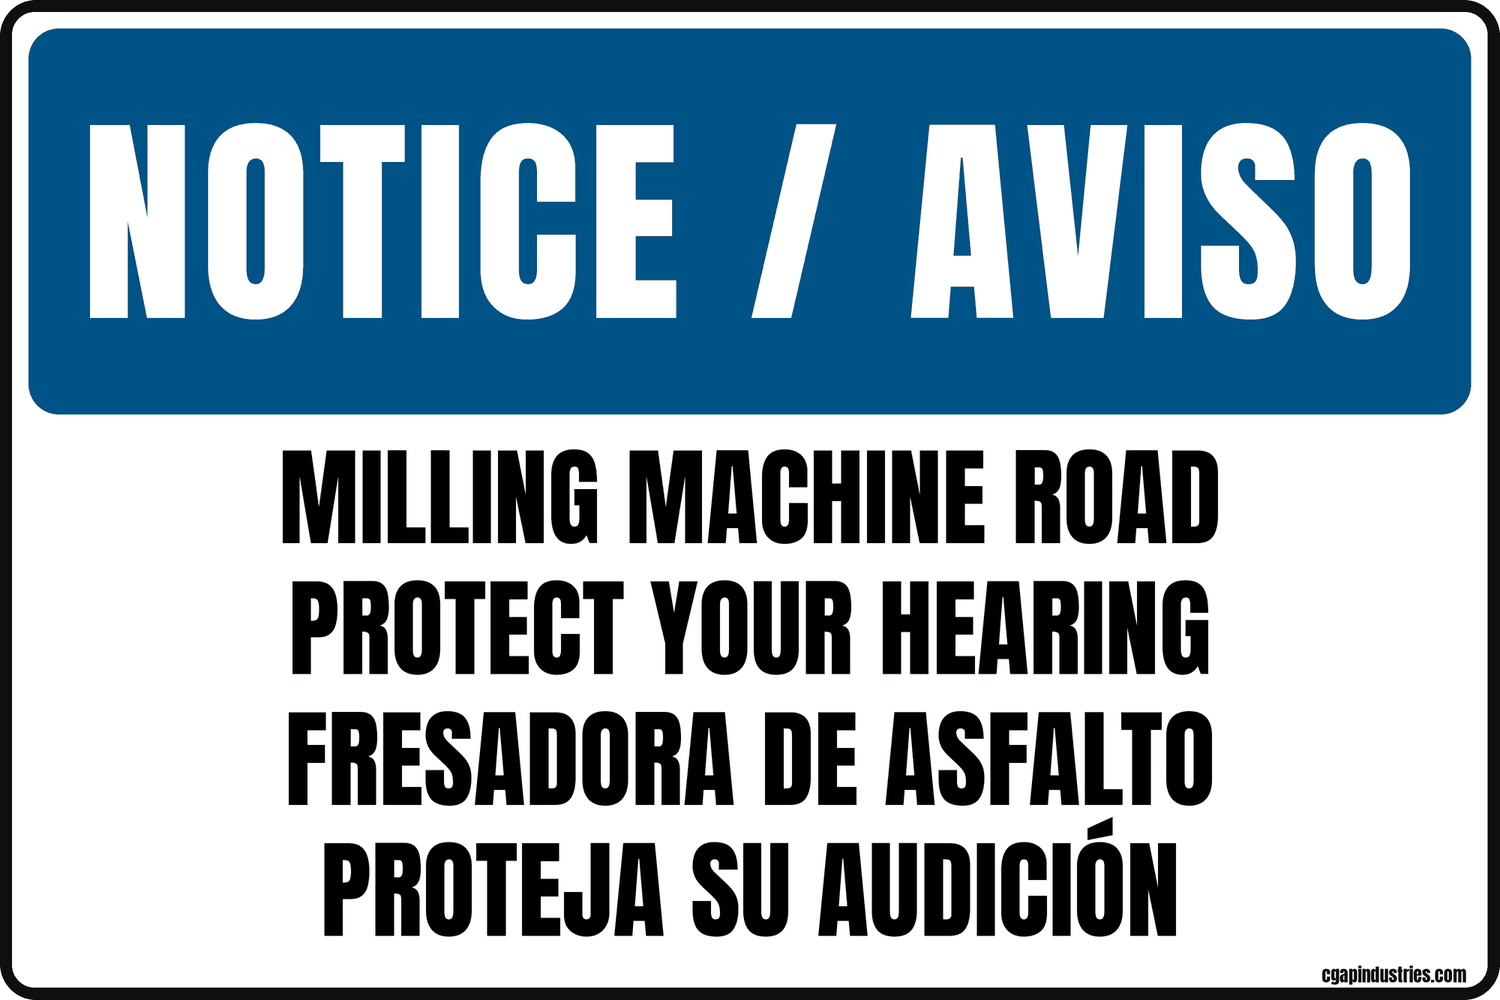 NOTICE / AVISO
MILLING MACHINE ROAD
PROTECT YOUR HEARING
FRESADORA DE ASFALTO
PROTEJA SU AUDICIÓN
cgapindustries.com